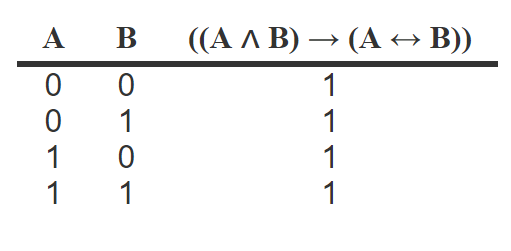 A B ((A ∧ B) → (A ↔ B))
0 0 1
0 1 1
1 0 1
1 1 1